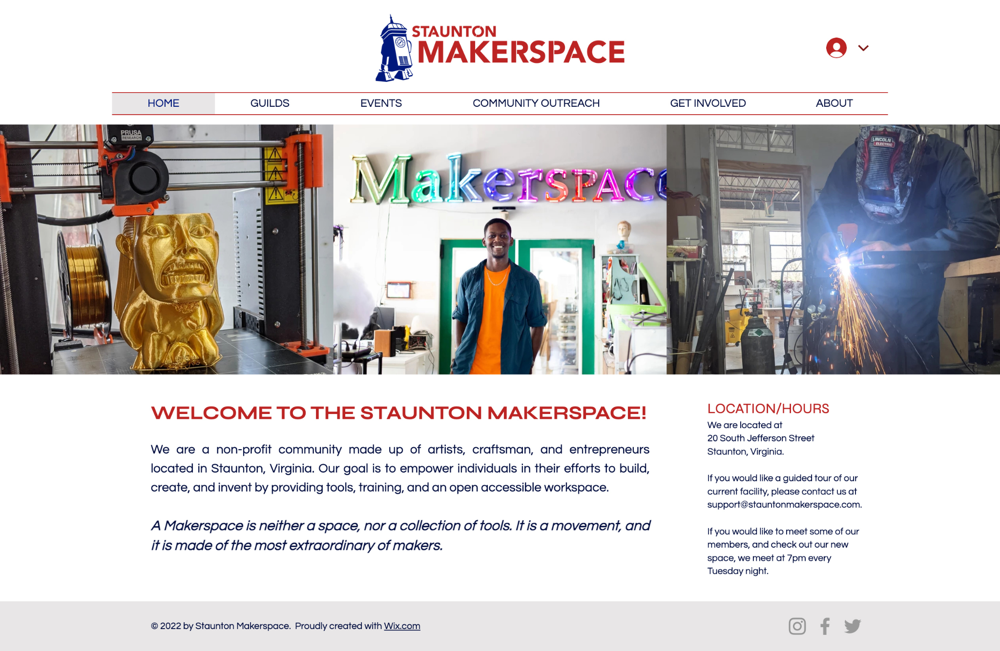 STAUNTON
MAKERSPACE
HOME GUILDS EVENTS COMMUNITY OUTREACH GET INVOLVED ABOUT
PRUSA
RESEARCH
MakersPACe
LINCOLN
ELECTRIC
WELCOME TO THE STAUNTON MAKERSPACE!
We are a non-profit community made up of artists, craftsman, and entrepreneurs
located in Staunton, Virginia. Our goal is to empower individuals in their efforts to build,
create, and invent by providing tools, training, and an open accessible workspace.
A Makerspace is neither a space, nor a collection of tools. It is a movement, and
it is made of the most extraordinary of makers.
LOCATION/HOURS
We are located at
20 South Jefferson Street
Staunton, Virginia.
If you would like a guided tour of our
current facility, please contact us at
support@stauntonmakerspace.com.
If you would like to meet some of our
members, and check out our new
space, we meet at 7pm every
Tuesday night.
© 2022 by Staunton Makerspace. Proudly created with Wix.com